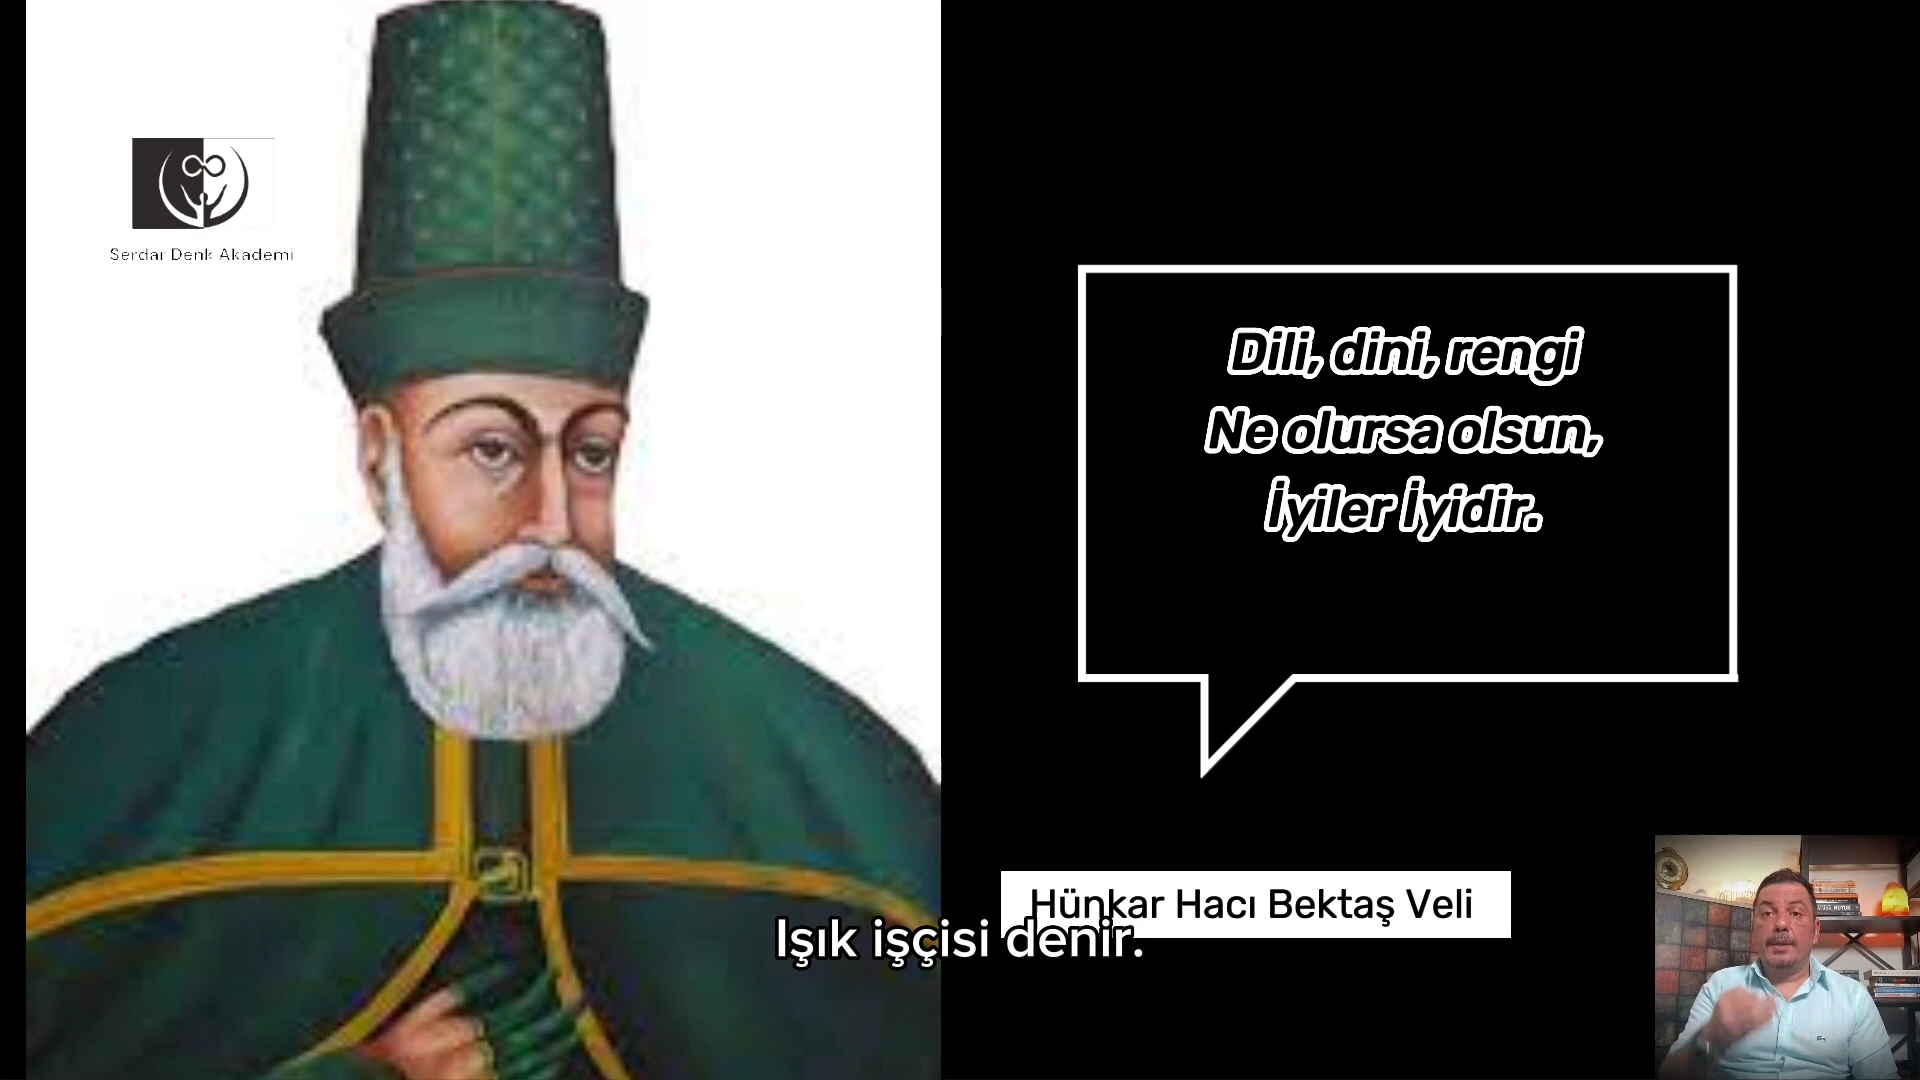 Serdar Denk Akademi
Dili, dini, rengi
Ne olursa olsun,
İyiler İyidir.
Hünkar Hacı Bektaş Veli
Işık işçisi denir.